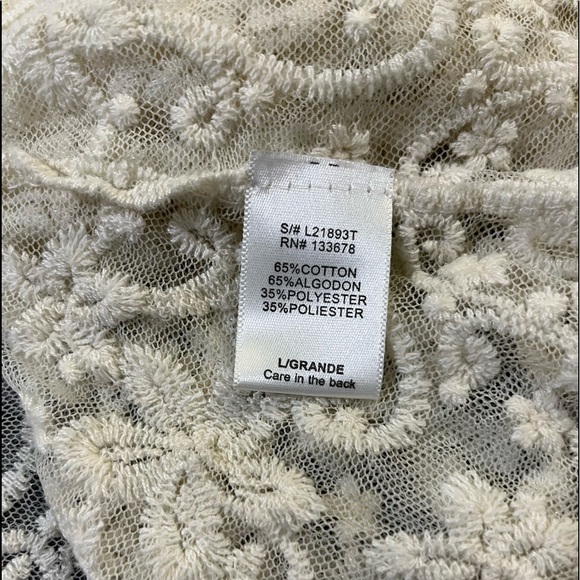 S/# L21893T
RN# 133678
65%COTTON
65%ALGODON
35%POLYESTER
35%POLIESTER
L/GRANDE
Care in the back